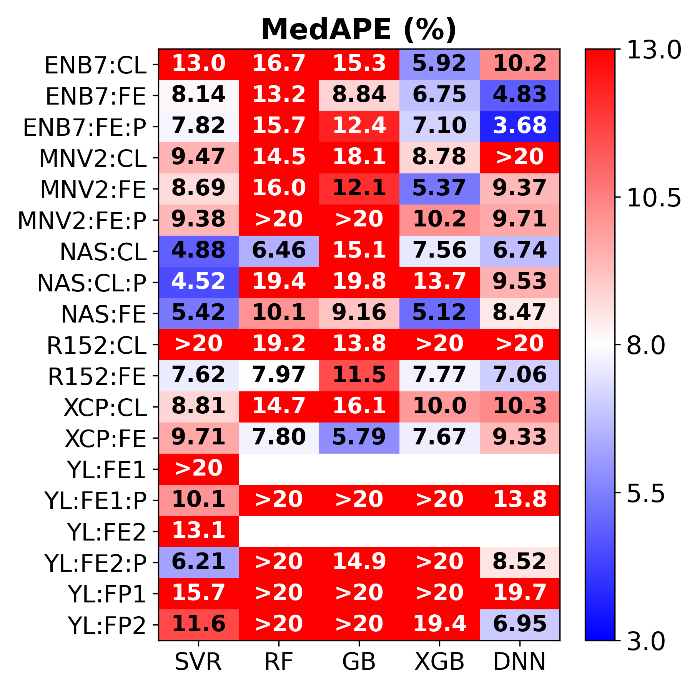 MedAPE (%)
ENB7:CL 13.0 16.7 15.3 5.92 10.2
ENB7:FE 8.14 13.2 8.84 6.75 4.83
ENB7:FE:P 7.82 15.7 12.4 7.10 3.68
MNV2:CL 9.47 14.5 18.1 8.78 >20
MNV2:FE 8.69 16.0 12.1 5.37 9.37
MNV2:FE:P 9.38 >20 >20 10.2 9.71
NAS:CL 4.88 6.46 15.1 7.56 6.74
NAS:CL:P 4.52 19.4 19.8 13.7 9.53
NAS:FE 5.42 10.1 9.16 5.12 8.47
R152:CL >20 19.2 13.8 >20 >20
R152:FE 7.62 7.97 11.5 7.77 7.06
XCP:CL 8.81 14.7 16.1 10.0 10.3
XCP:FE 9.71 7.80 5.79 7.67 9.33
YL:FE1 >20
YL:FE1:P 10.1 >20 >20 >20 13.8
YL:FE2 13.1
YL:FE2:P 6.21 >20 14.9 >20 8.52
YL:FP1 15.7 >20 >20 >20 19.7
YL:FP2 11.6 >20 >20 19.4 6.95
SVR RF GB XGB DNN
13.0
10.5
8.0
5.5
3.0